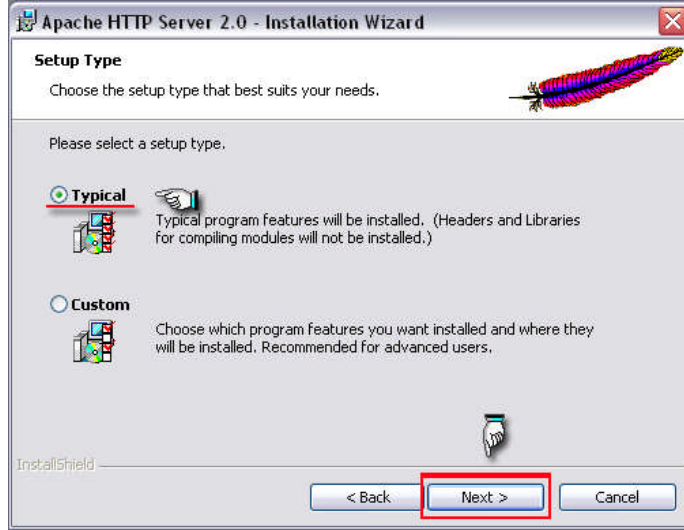 Apache HTTP Server 2.0 - Installation Wizard
Setup Type
Choose the setup type that best suits your needs.
Please select a setup type.
Typical
Typical program features will be installed. (Headers and Libraries
for compiling modules will not be installed.)
Custom
Choose which program features you want installed and where they
will be installed. Recommended for advanced users.
InstallShield
< Back
Next >
Cancel